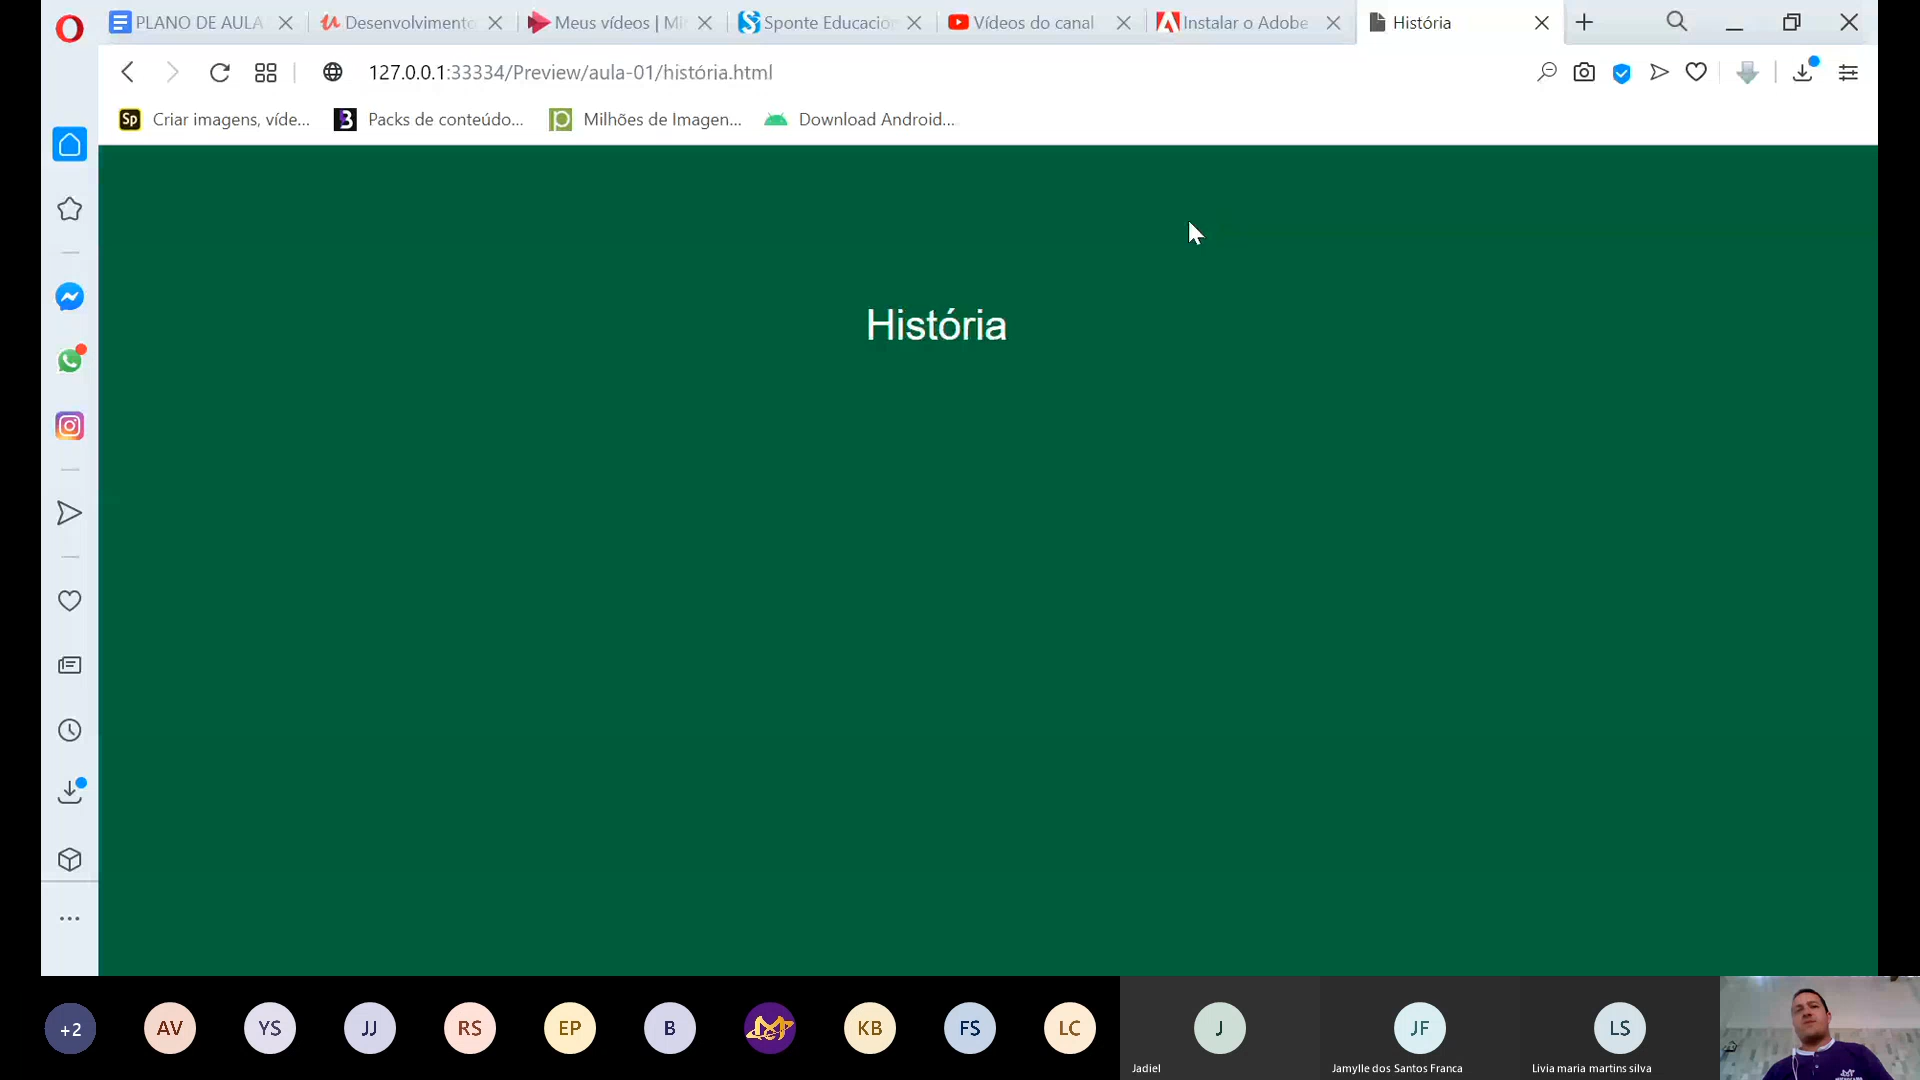 PLANO DE AULA
Desenvolvimento
Meus vídeos | Mi
Sponte Educacion
Vídeos do canal
Instalar o Adobe
História
127.0.0.1:33334/Preview/aula-01/história.html
Sp
Criar imagens, víde...
Packs de conteúdo...
Milhões de Imagen...
Download Android...
História
+2
AV
YS
JJ
RS
EP
B
KB
FS
LC
J
JF
LS
Jadiel
Jamylle dos Santos Franca
Livia maria martins silva